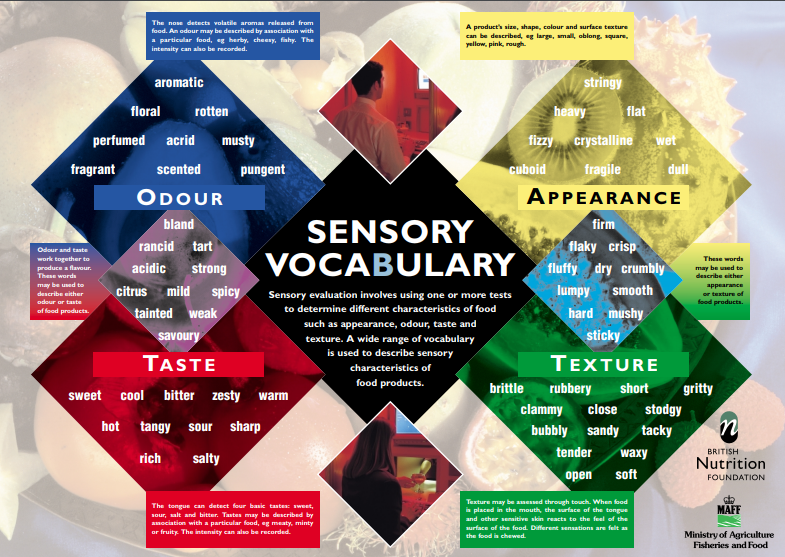 The nose detects volatile aromas released from
food. An odour may be described by association with
a particular food, eg herby, cheesy, fishy. The
intensity can also be recorded.
aromatic
floral rotten
perfumed acrid musty
fragrant scented pungent
ODOUR
A product's size, shape, colour and surface texture
can be described, eg large, small, oblong, square,
yellow, pink, rough.
stringy
heavy flat
fizzy crystalline wet
cuboid fragile dull
APPEARANCE
Odour and taste
work together to
produce a flavour.
These words
may be used to
describe either
odour or taste
of food products.
bland
rancid tart
acidic strong
citrus mild spicy
tainted weak
savoury
SENSORY
VOCABULARY
Sensory evaluation involves using one or more tests
to determine different characteristics of food
such as appearance, odour, taste and
texture. A wide range of vocabulary
is used to describe sensory
characteristics of
food products.
firm
flaky crisp
fluffy dry crumbly
lumpy smooth
hard mushy
sticky
These words
may be used to
describe either
appearance
or texture of
food products.
TASTE
sweet cool bitter zesty warm
hot tangy sour sharp
rich salty
The tongue can detect four basic tastes: sweet,
sour, salt and bitter. Tastes may be described by
association with a particular food, eg meaty, minty
or fruity. The intensity can also be recorded.
TEXTURE
brittle rubbery short gritty
clammy close stodgy
bubbly sandy tacky
tender waxy
open soft
Texture may be assessed through touch. When food
is placed in the mouth, the surface of the tongue
and other sensitive skin reacts to the feel of the
surface of the food. Different sensations are felt as
the food is chewed.
n
BRITISH
Nutrition
FOUNDATION
MAFF
Ministry of Agriculture
Fisheries and Food